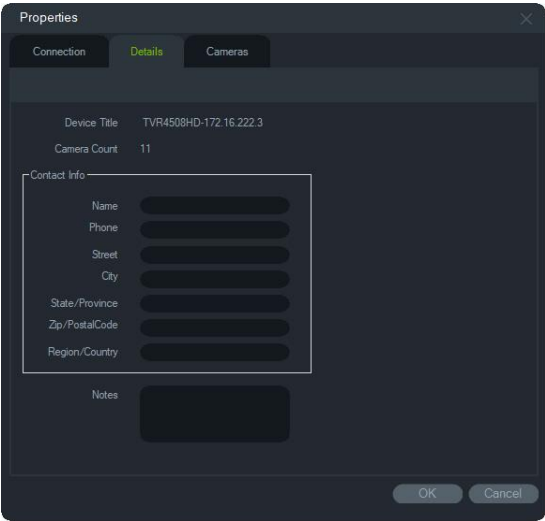 Properties
Connection Details Cameras
Device Title TVR4508HD-172.16.222.3
Camera Count 11
Contact Info
Name
Phone
Street
City
State/Province
Zip/PostalCode
Region/Country
Notes
OK Cancel